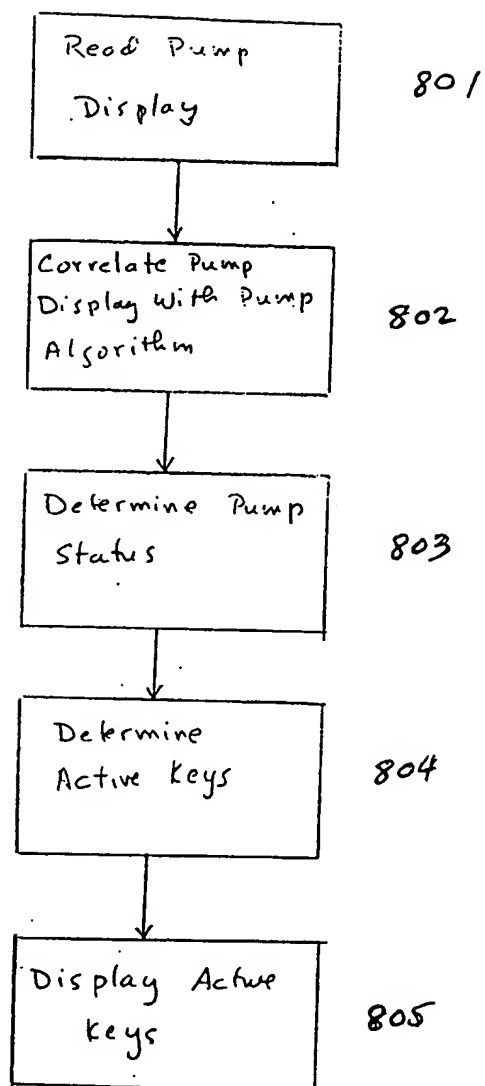 Read Pump
Display
801
Correlate Pump
Display with Pump
Algorithm
802
Determine Pump
Status
803
Determine
Active Keys
804
Display Active
Keys
805